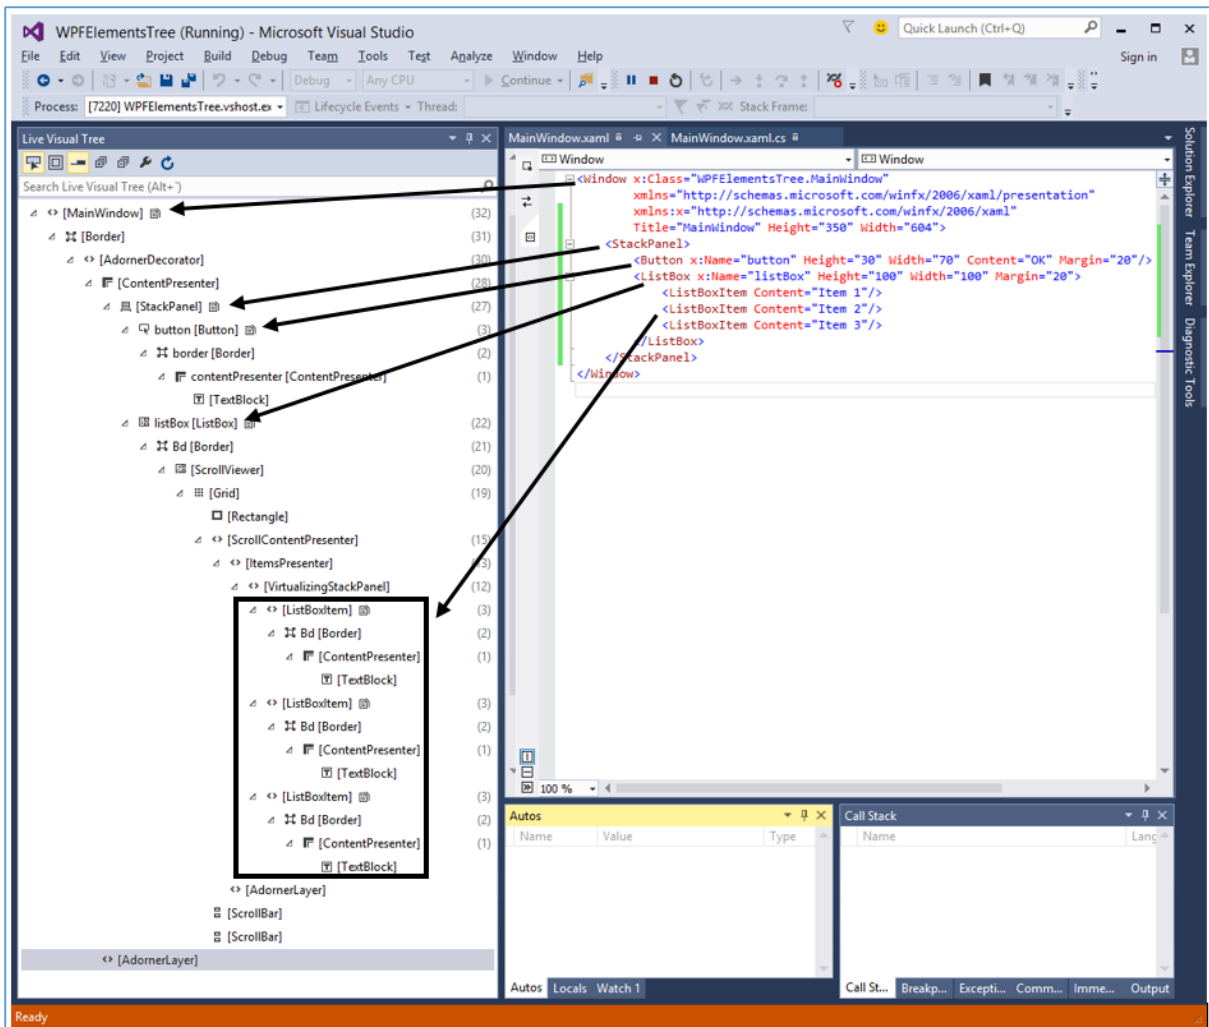 WPFElementsTree (Running) - Microsoft Visual Studio
Quick Launch (Ctrl+Q)
File Edit View Project Build Debug Team Tools Test Analyze Window Help
Sign in
Debug Any CPU Continue
Process: [7220] WPFElementsTree.vshost.ex Lifecycle Events Thread: Stack Frame:
Live Visual Tree
Search Live Visual Tree (Alt+`)
[MainWindow] (32)
[Border] (31)
[AdornerDecorator] (30)
[ContentPresenter] (28)
[StackPanel] (27)
button [Button] (3)
border [Border] (2)
contentPresenter [ContentPresenter] (1)
[TextBlock]
listBox [ListBox] (22)
Bd [Border] (21)
[ScrollViewer] (20)
[Grid] (19)
[Rectangle]
[ScrollContentPresenter] (15)
[ItemsPresenter] (13)
[VirtualizingStackPanel] (12)
[ListBoxItem] (3)
Bd [Border] (2)
[ContentPresenter] (1)
[TextBlock]
[ListBoxItem] (3)
Bd [Border] (2)
[ContentPresenter] (1)
[TextBlock]
[ListBoxItem] (3)
Bd [Border] (2)
[ContentPresenter] (1)
[TextBlock]
[AdornerLayer]
[ScrollBar]
[ScrollBar]
[AdornerLayer]
MainWindow.xaml MainWindow.xaml.cs
Window Window
<Window x:Class="WPFElementsTree.MainWindow"
xmlns="http://schemas.microsoft.com/winfx/2006/xaml/presentation"
xmlns:x="http://schemas.microsoft.com/winfx/2006/xaml"
Title="MainWindow" Height="350" Width="604">
<StackPanel>
<Button x:Name="button" Height="30" Width="70" Content="OK" Margin="20"/>
<ListBox x:Name="listBox" Height="100" Width="100" Margin="20">
<ListBoxItem Content="Item 1"/>
<ListBoxItem Content="Item 2"/>
<ListBoxItem Content="Item 3"/>
</ListBox>
</StackPanel>
</Window>
100 %
Autos
Name Value Type
Autos Locals Watch 1
Call Stack
Name Lang
Call St... Breakp... Excepti... Comm... Imme... Output
Solution Explorer
Team Explorer
Diagnostic Tools
Ready